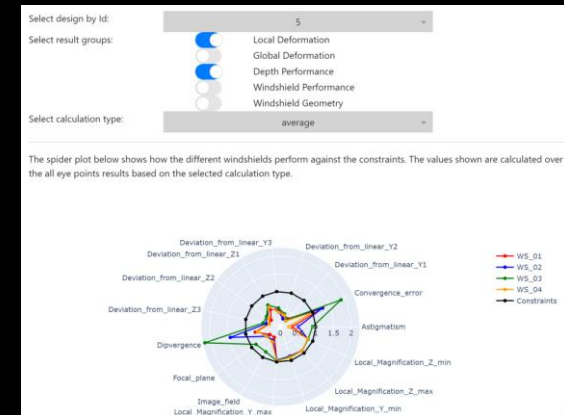 Select design by Id:
5
Select result groups:
Local Deformation
Global Deformation
Depth Performance
Windshield Performance
Windshield Geometry
Select calculation type:
average
The spider plot below shows how the different windshields perform against the constraints. The values shown are calculated over
the all eye points results based on the selected calculation type.
Deviation_from_linear_Y3
Deviation_from_linear_Y2
Deviation_from_linear_Z1
Deviation_from_linear_Y1
Deviation_from_linear_Z2
Convergence_error
Deviation_from_linear_Z3
Astigmatism
Dipvergence
Local_Magnification_Z_min
Focal_plane
Local_Magnification_Z_max
Image_field
Local_Magnification_Y_max
Local_Magnification_Y_min
0 1 1.5 2
WS_01
WS_02
WS_03
WS_04
Constraints